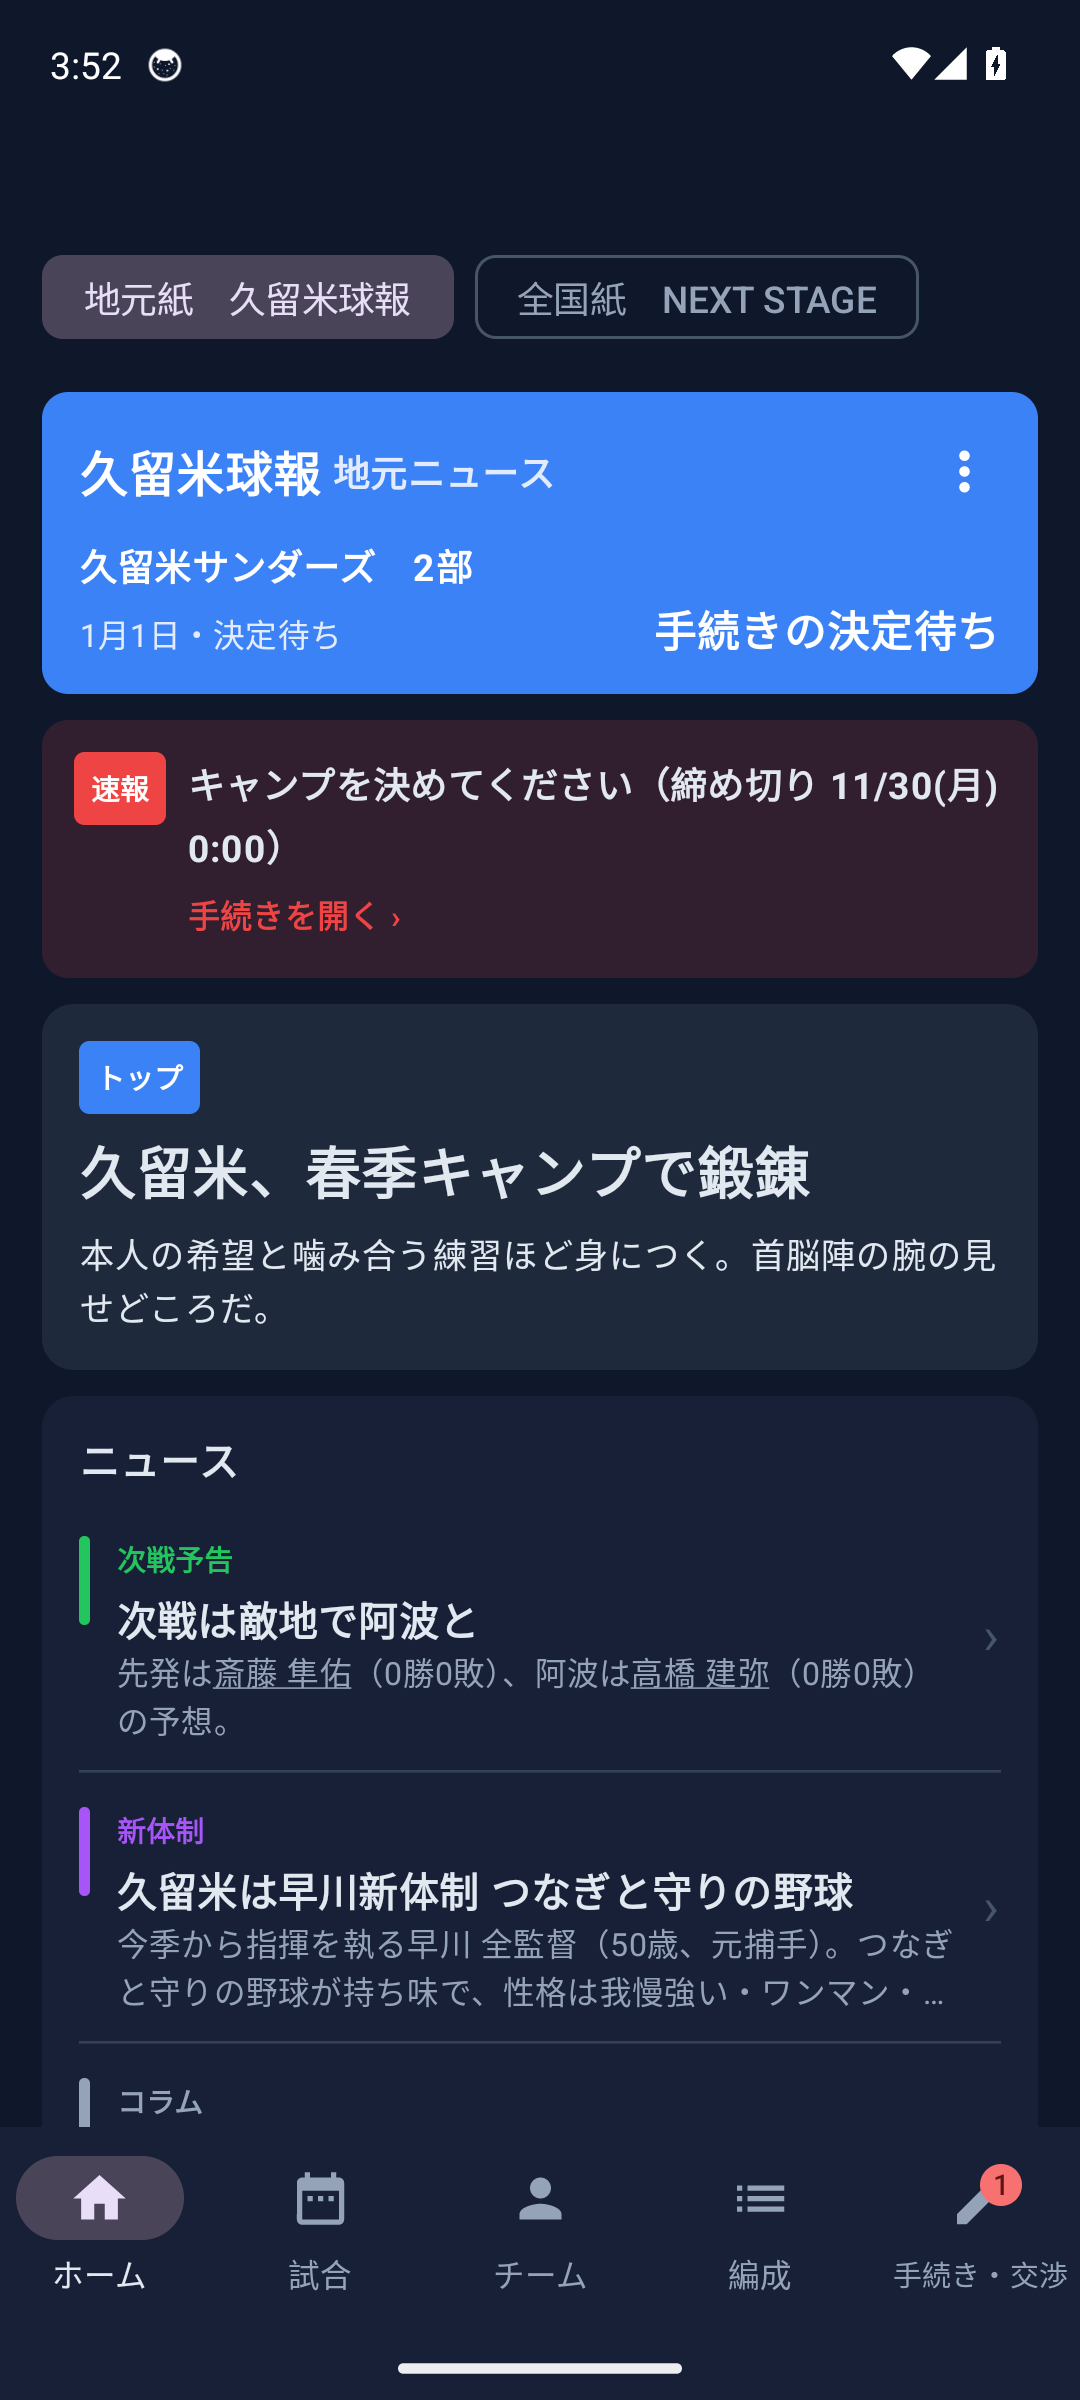 3:52
地元紙　久留米球報
全国紙　NEXT STAGE
久留米球報 地元ニュース
久留米サンダーズ　2部
1月1日・決定待ち
手続きの決定待ち
速報
キャンプを決めてください（締め切り 11/30(月)
0:00）
手続きを開く ›
トップ
久留米、春季キャンプで鍛錬
本人の希望と噛み合う練習ほど身につく。首脳陣の腕の見
せどころだ。
ニュース
次戦予告
次戦は敵地で阿波と
先発は斎藤 隼佑（0勝0敗）、阿波は高橋 建弥（0勝0敗）
の予想。
新体制
久留米は早川新体制 つなぎと守りの野球
今季から指揮を執る早川 全監督（50歳、元捕手）。つなぎ
と守りの野球が持ち味で、性格は我慢強い・ワンマン・…
コラム
1
ホーム
試合
チーム
編成
手続き・交渉